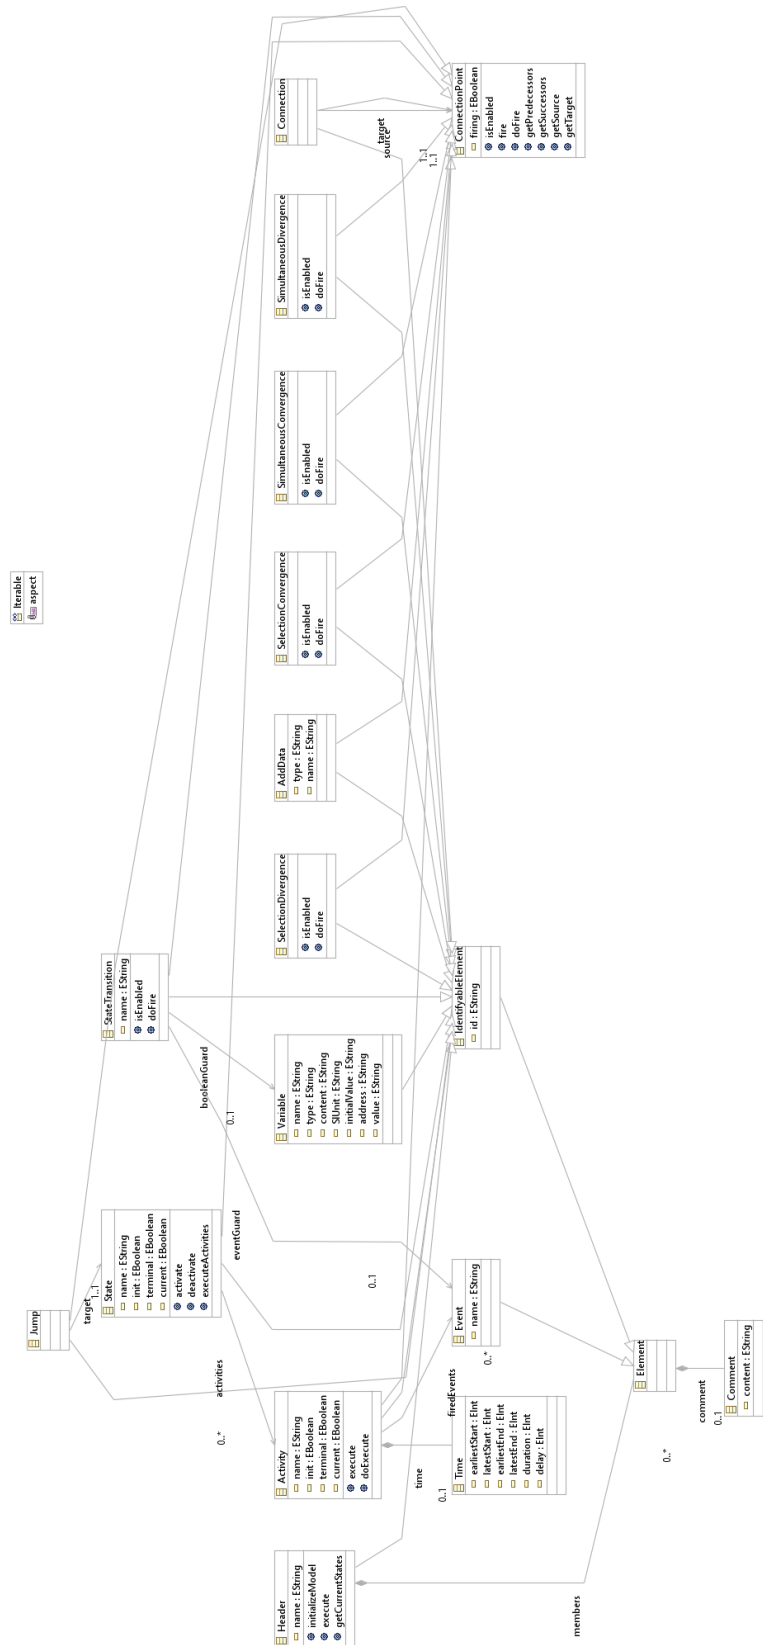 Iterable
aspect
Jump
target
1..1
State
name : EString
init : EBoolean
terminal : EBoolean
current : EBoolean
activate
deactivate
executeActivities
StateTransition
name : EString
isEnabled
doFire
activities
0..*
eventGuard
0..1
booleanGuard
0..1
Header
name : EString
initializeModel
execute
getCurrentStates
Activity
name : EString
init : EBoolean
terminal : EBoolean
current : EBoolean
execute
doExecute
Variable
name : EString
type : EString
content : EString
SIUnit : EString
initialValue : EString
address : EString
value : EString
SelectionDivergence
isEnabled
doFire
AddData
type : EString
name : EString
SelectionConvergence
isEnabled
doFire
SimultaneousConvergence
isEnabled
doFire
SimultaneousDivergence
isEnabled
doFire
Connection
target
source
1..1
1..1
time
0..1
firedEvents
0..*
Time
earliestStart : EInt
latestStart : EInt
earliestEnd : EInt
latestEnd : EInt
duration : EInt
delay : EInt
Event
name : EString
IdentifyableElement
id : EString
ConnectionPoint
firing : EBoolean
isEnabled
fire
doFire
getPredecessors
getSuccessors
getSource
getTarget
members
0..*
Element
comment
0..1
Comment
content : EString